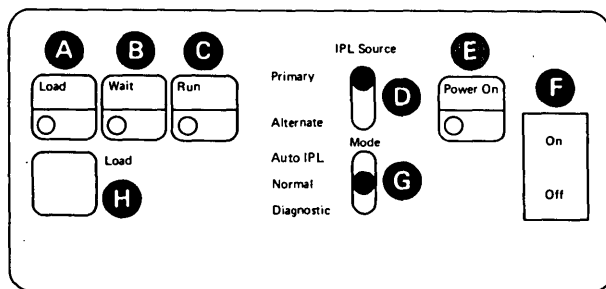 A B C
Load Wait Run
Load
H
IPL Source
Primary
D
Alternate
Mode
Auto IPL
Normal
G
Diagnostic
E
Power On
F
On
Off